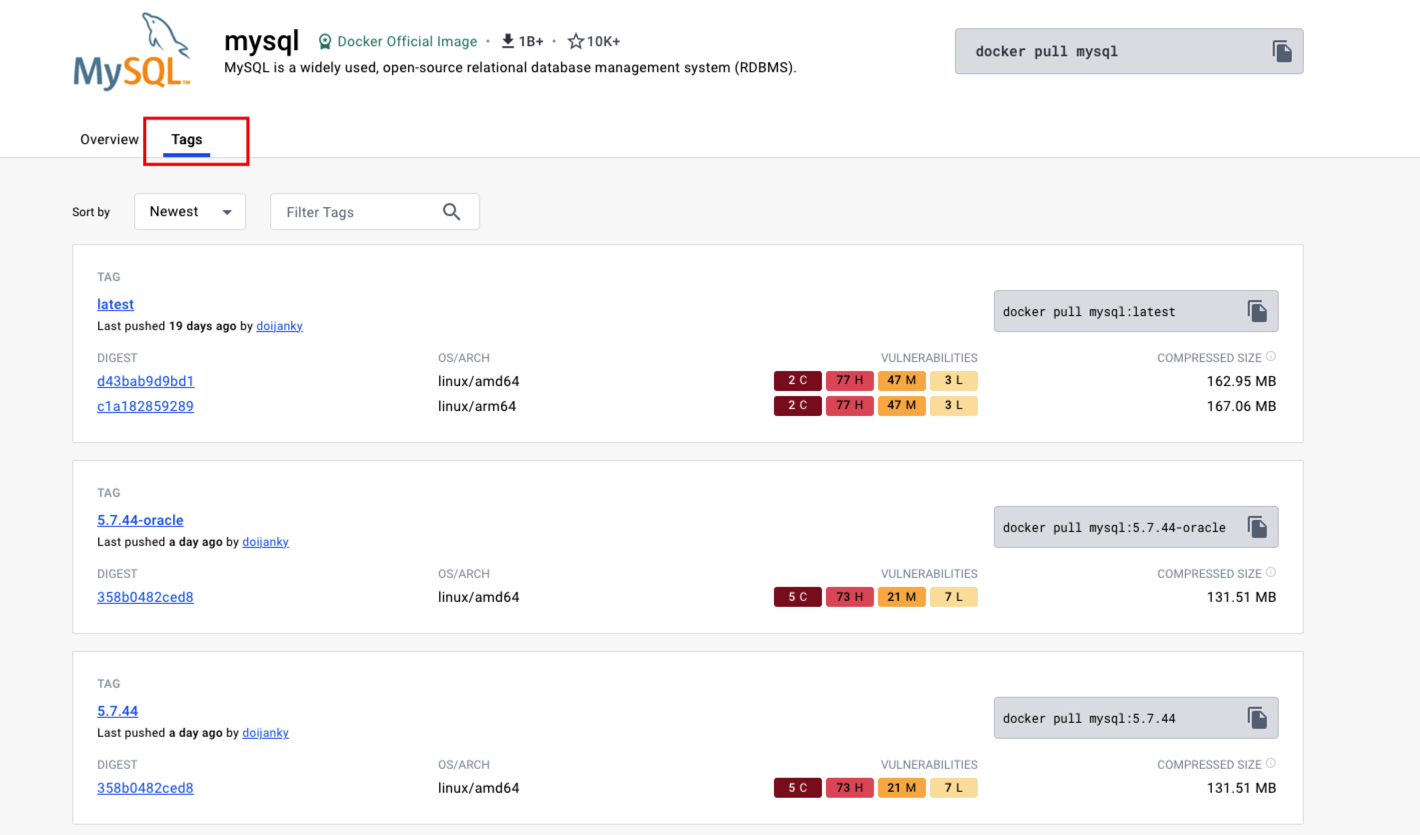 MySQL™
mysql Docker Official Image · 1B+ · 10K+
MySQL is a widely used, open-source relational database management system (RDBMS).
docker pull mysql
Overview Tags
Sort by Newest Filter Tags
TAG
latest
Last pushed 19 days ago by doijanky
docker pull mysql:latest
DIGEST OS/ARCH VULNERABILITIES COMPRESSED SIZE
d43bab9d9bd1 linux/amd64 2 C 77 H 47 M 3 L 162.95 MB
c1a182859289 linux/arm64 2 C 77 H 47 M 3 L 167.06 MB
TAG
5.7.44-oracle
Last pushed a day ago by doijanky
docker pull mysql:5.7.44-oracle
DIGEST OS/ARCH VULNERABILITIES COMPRESSED SIZE
358b0482ced8 linux/amd64 5 C 73 H 21 M 7 L 131.51 MB
TAG
5.7.44
Last pushed a day ago by doijanky
docker pull mysql:5.7.44
DIGEST OS/ARCH VULNERABILITIES COMPRESSED SIZE
358b0482ced8 linux/amd64 5 C 73 H 21 M 7 L 131.51 MB